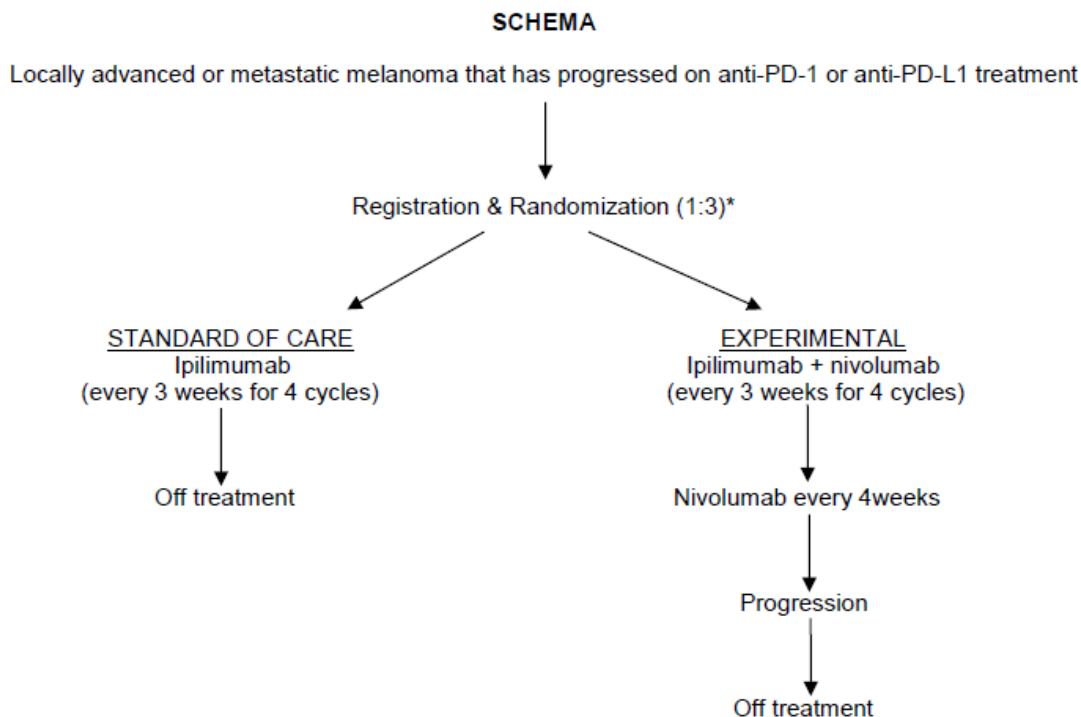 SCHEMA
Locally advanced or metastatic melanoma that has progressed on anti-PD-1 or anti-PD-L1 treatment
Registration & Randomization (1:3)*
STANDARD OF CARE
Ipilimumab
(every 3 weeks for 4 cycles)
Off treatment
EXPERIMENTAL
Ipilimumab + nivolumab
(every 3 weeks for 4 cycles)
Nivolumab every 4weeks
Progression
Off treatment